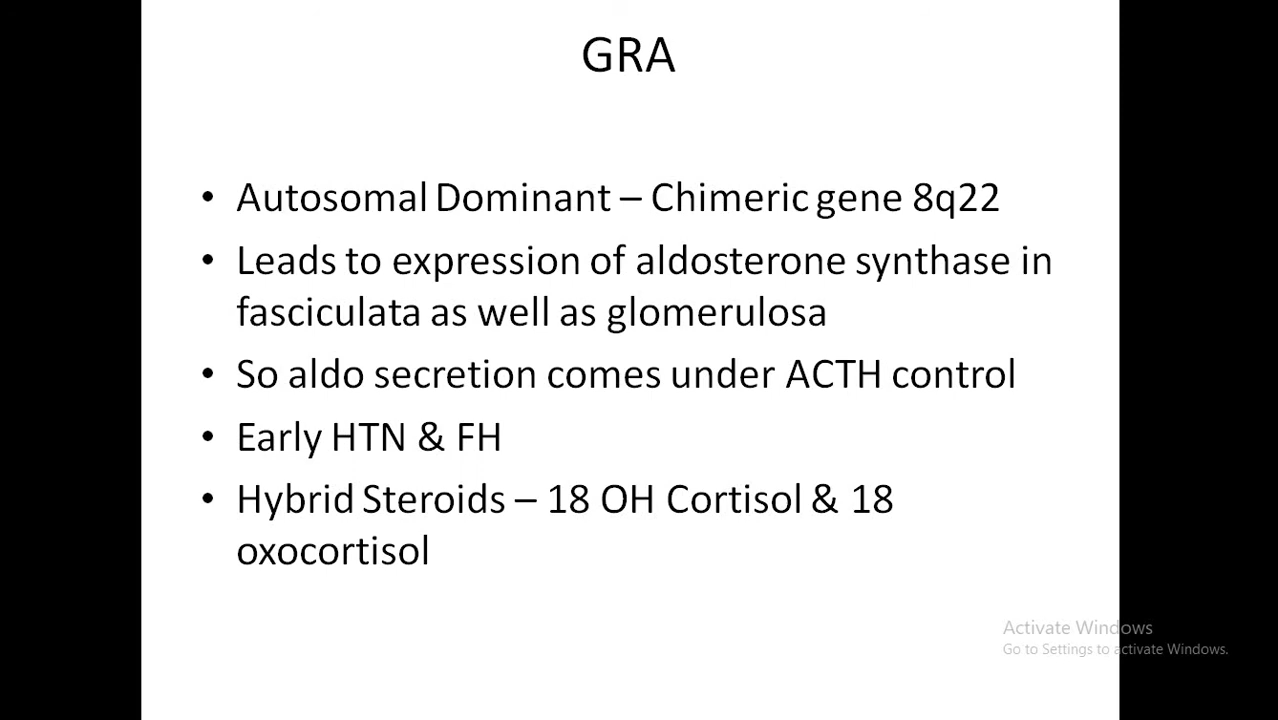 GRA
• Autosomal Dominant – Chimeric gene 8q22
• Leads to expression of aldosterone synthase in
fasciculata as well as glomerulosa
• So aldo secretion comes under ACTH control
• Early HTN & FH
• Hybrid Steroids – 18 OH Cortisol & 18
oxocortisol
Activate Windows
Go to Settings to activate Windows.